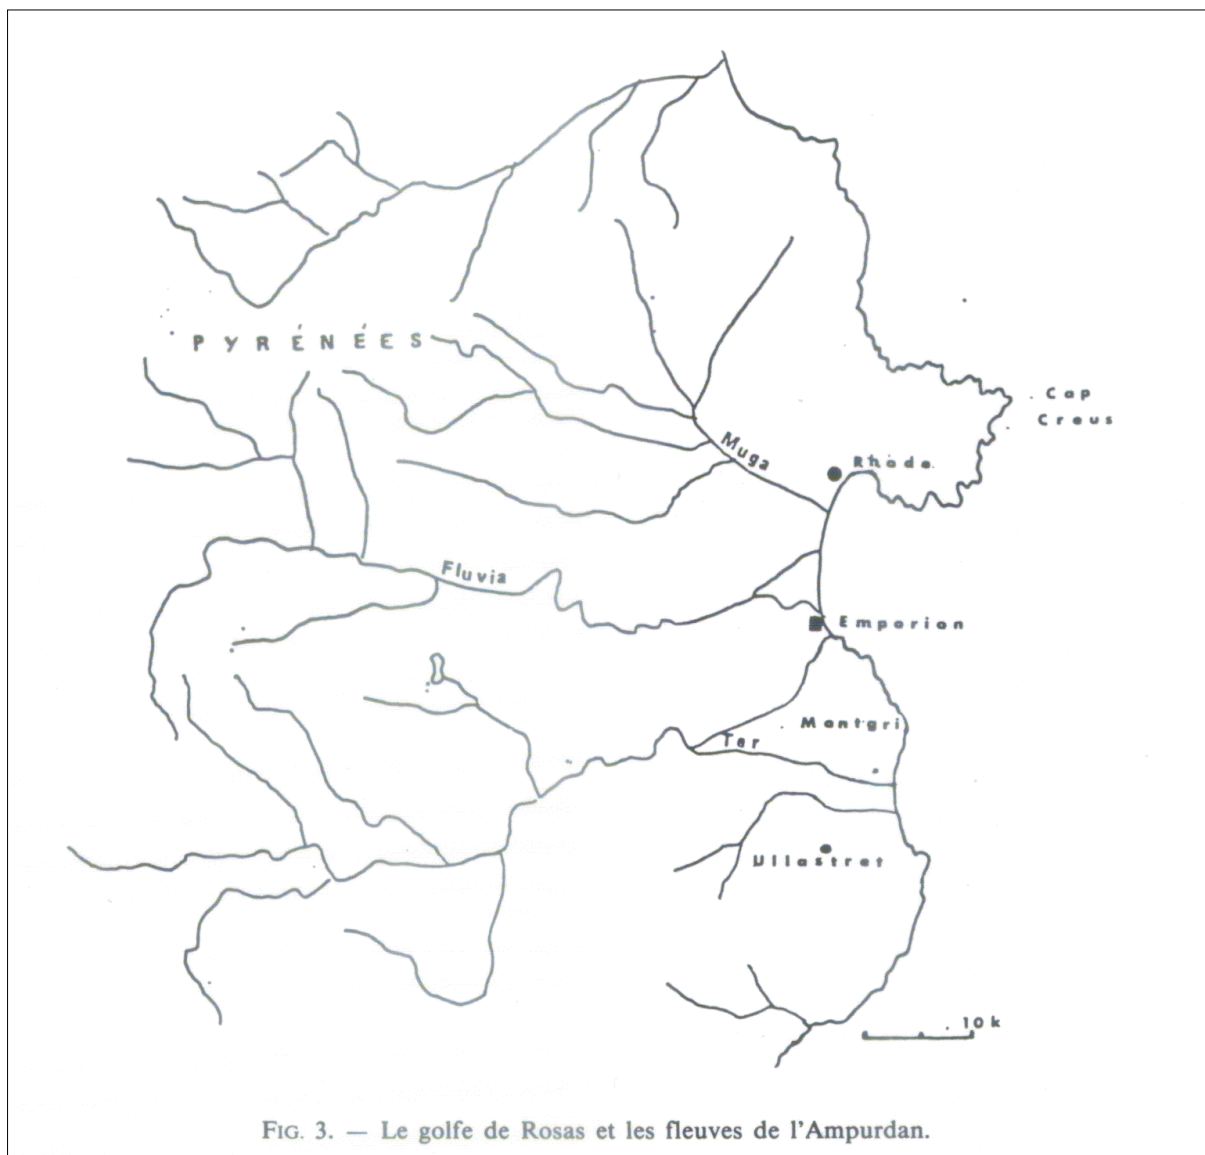 PYRÉNÉES
Cap
Creus
Muga
Rhode
Fluvia
Emporion
Montgri
Ter
Ullastret
10k
FIG. 3. — Le golfe de Rosas et les fleuves de l'Ampurdan.